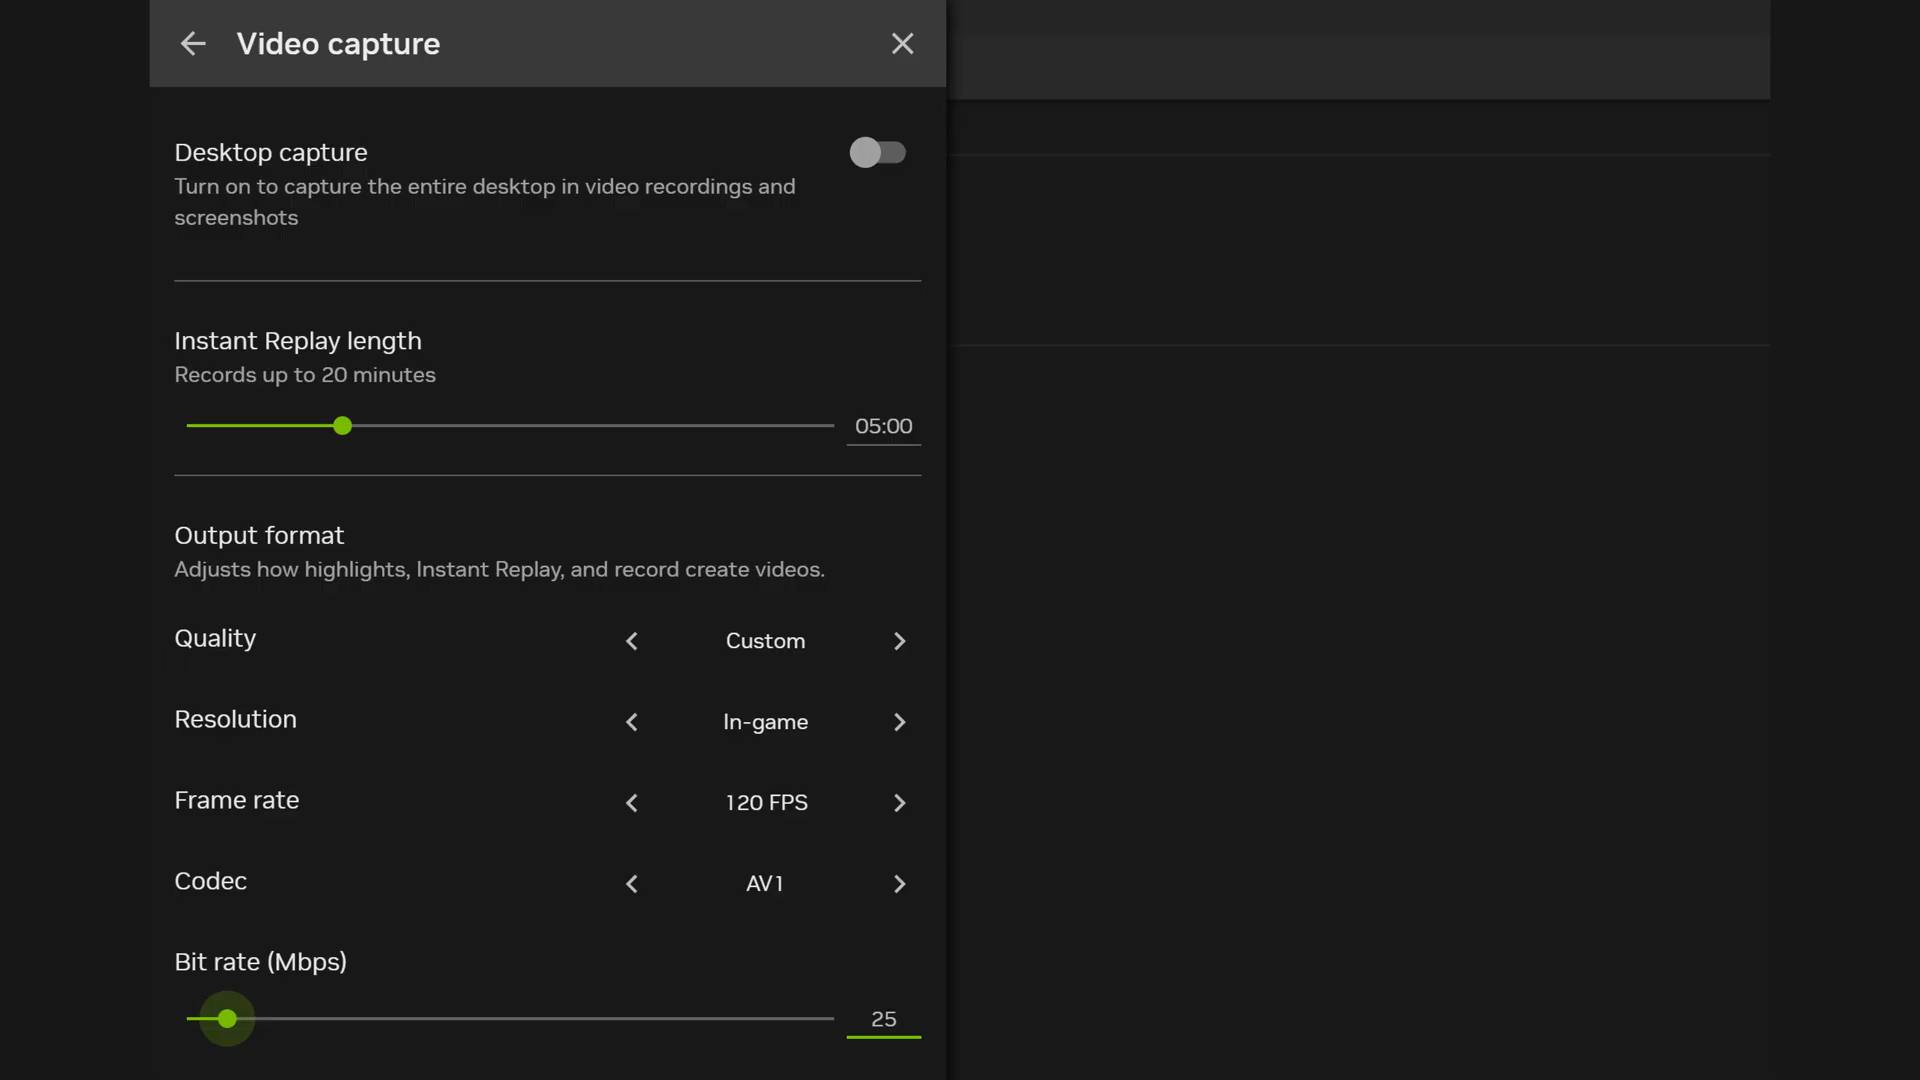 Video capture
Desktop capture
Turn on to capture the entire desktop in video recordings and
screenshots
Instant Replay length
Records up to 20 minutes
05:00
Output format
Adjusts how highlights, Instant Replay, and record create videos.
Quality
Custom
Resolution
In-game
Frame rate
120 FPS
Codec
AV1
Bit rate (Mbps)
25